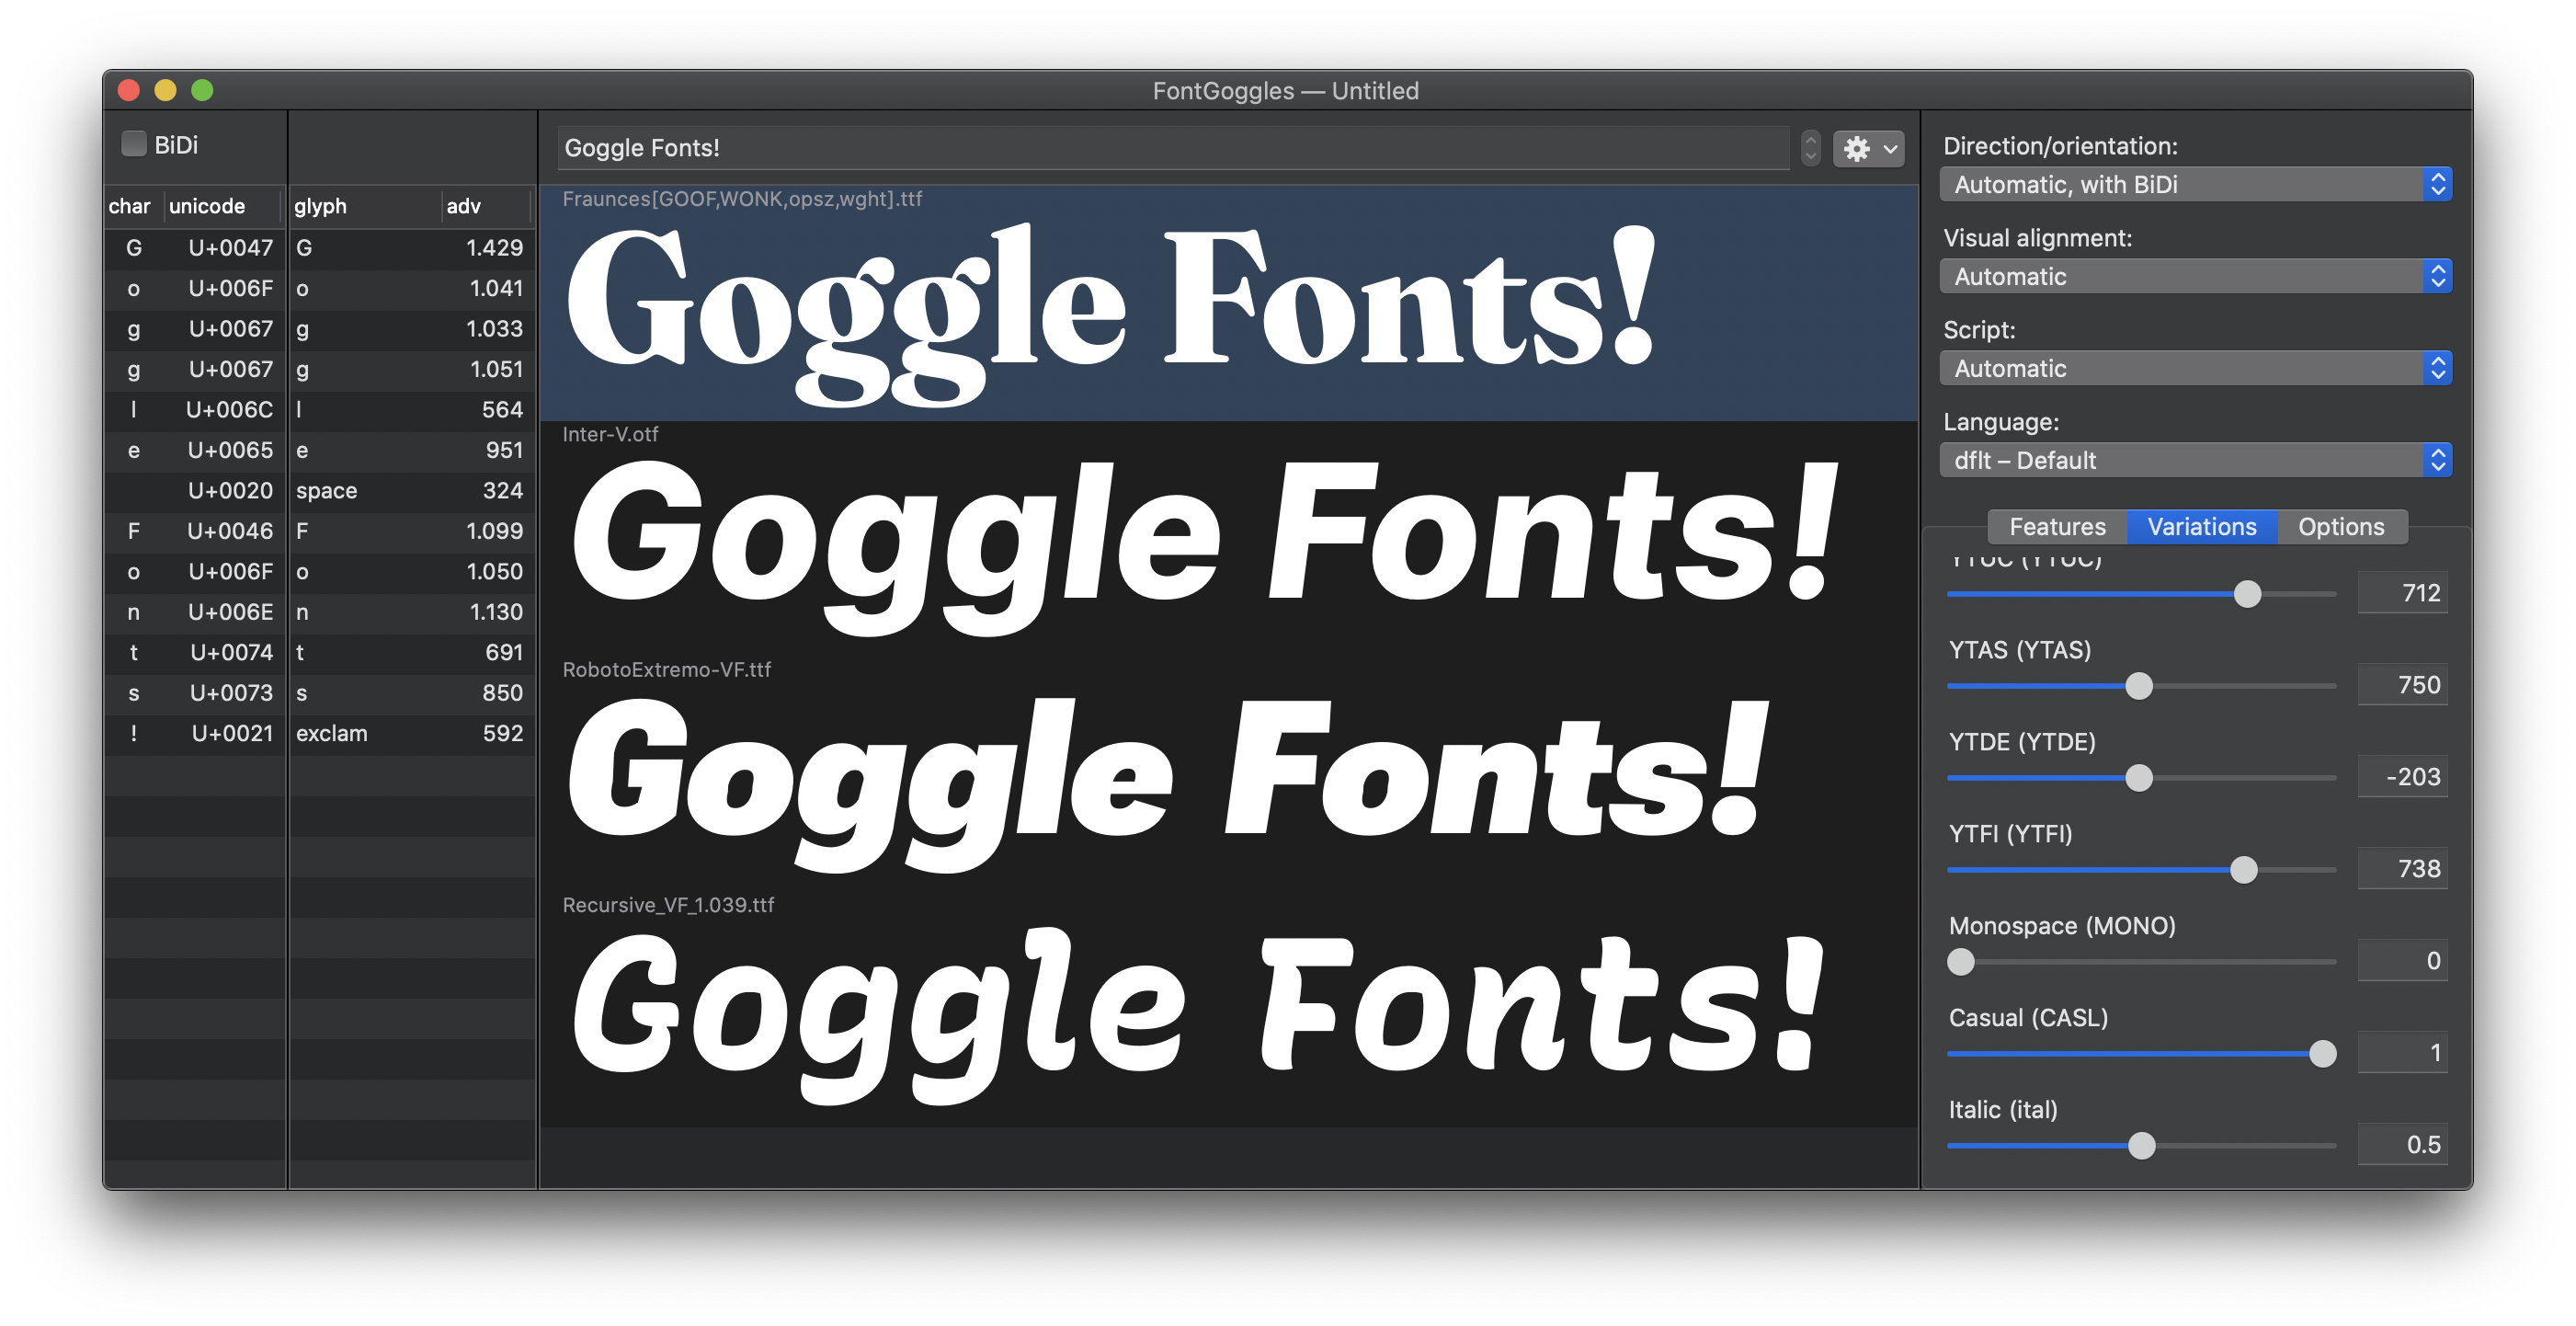 FontGoggles — Untitled
BiDi
char unicode glyph adv
G U+0047 G 1.429
o U+006F o 1.041
g U+0067 g 1.033
g U+0067 g 1.051
l U+006C l 564
e U+0065 e 951
U+0020 space 324
F U+0046 F 1.099
o U+006F o 1.050
n U+006E n 1.130
t U+0074 t 691
s U+0073 s 850
! U+0021 exclam 592
Goggle Fonts!
Fraunces[GOOF,WONK,opsz,wght].ttf
Goggle Fonts!
Inter-V.otf
Goggle Fonts!
RobotoExtremo-VF.ttf
Goggle Fonts!
Recursive_VF_1.039.ttf
Goggle Fonts!
Direction/orientation:
Automatic, with BiDi
Visual alignment:
Automatic
Script:
Automatic
Language:
dflt – Default
Features Variations Options
YTUC (YTUC)
712
YTAS (YTAS)
750
YTDE (YTDE)
-203
YTFI (YTFI)
738
Monospace (MONO)
0
Casual (CASL)
1
Italic (ital)
0.5